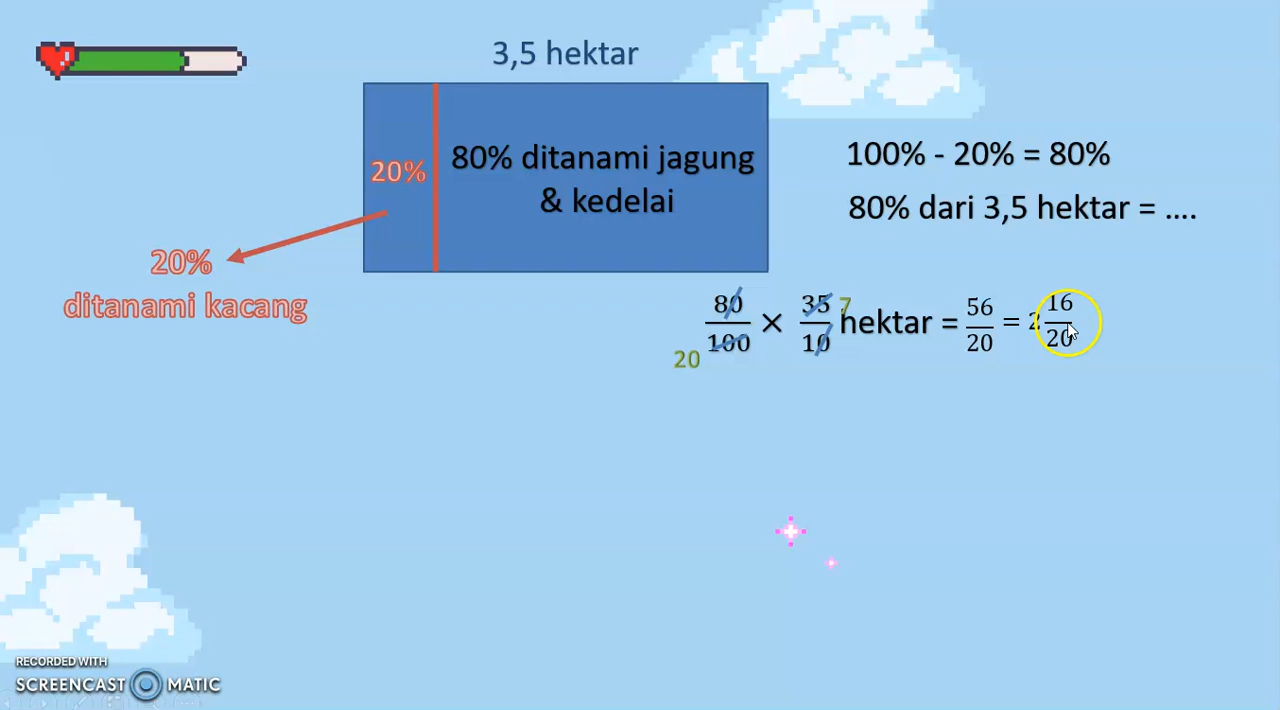 3,5 hektar
20%
80% ditanami jagung
& kedelai
100% - 20% = 80%
80% dari 3,5 hektar = ....
20%
ditanami kacang
80/100 × 35/10 hektar = 56/20 = 2 16/20
7
20
RECORDED WITH
SCREENCAST MATIC